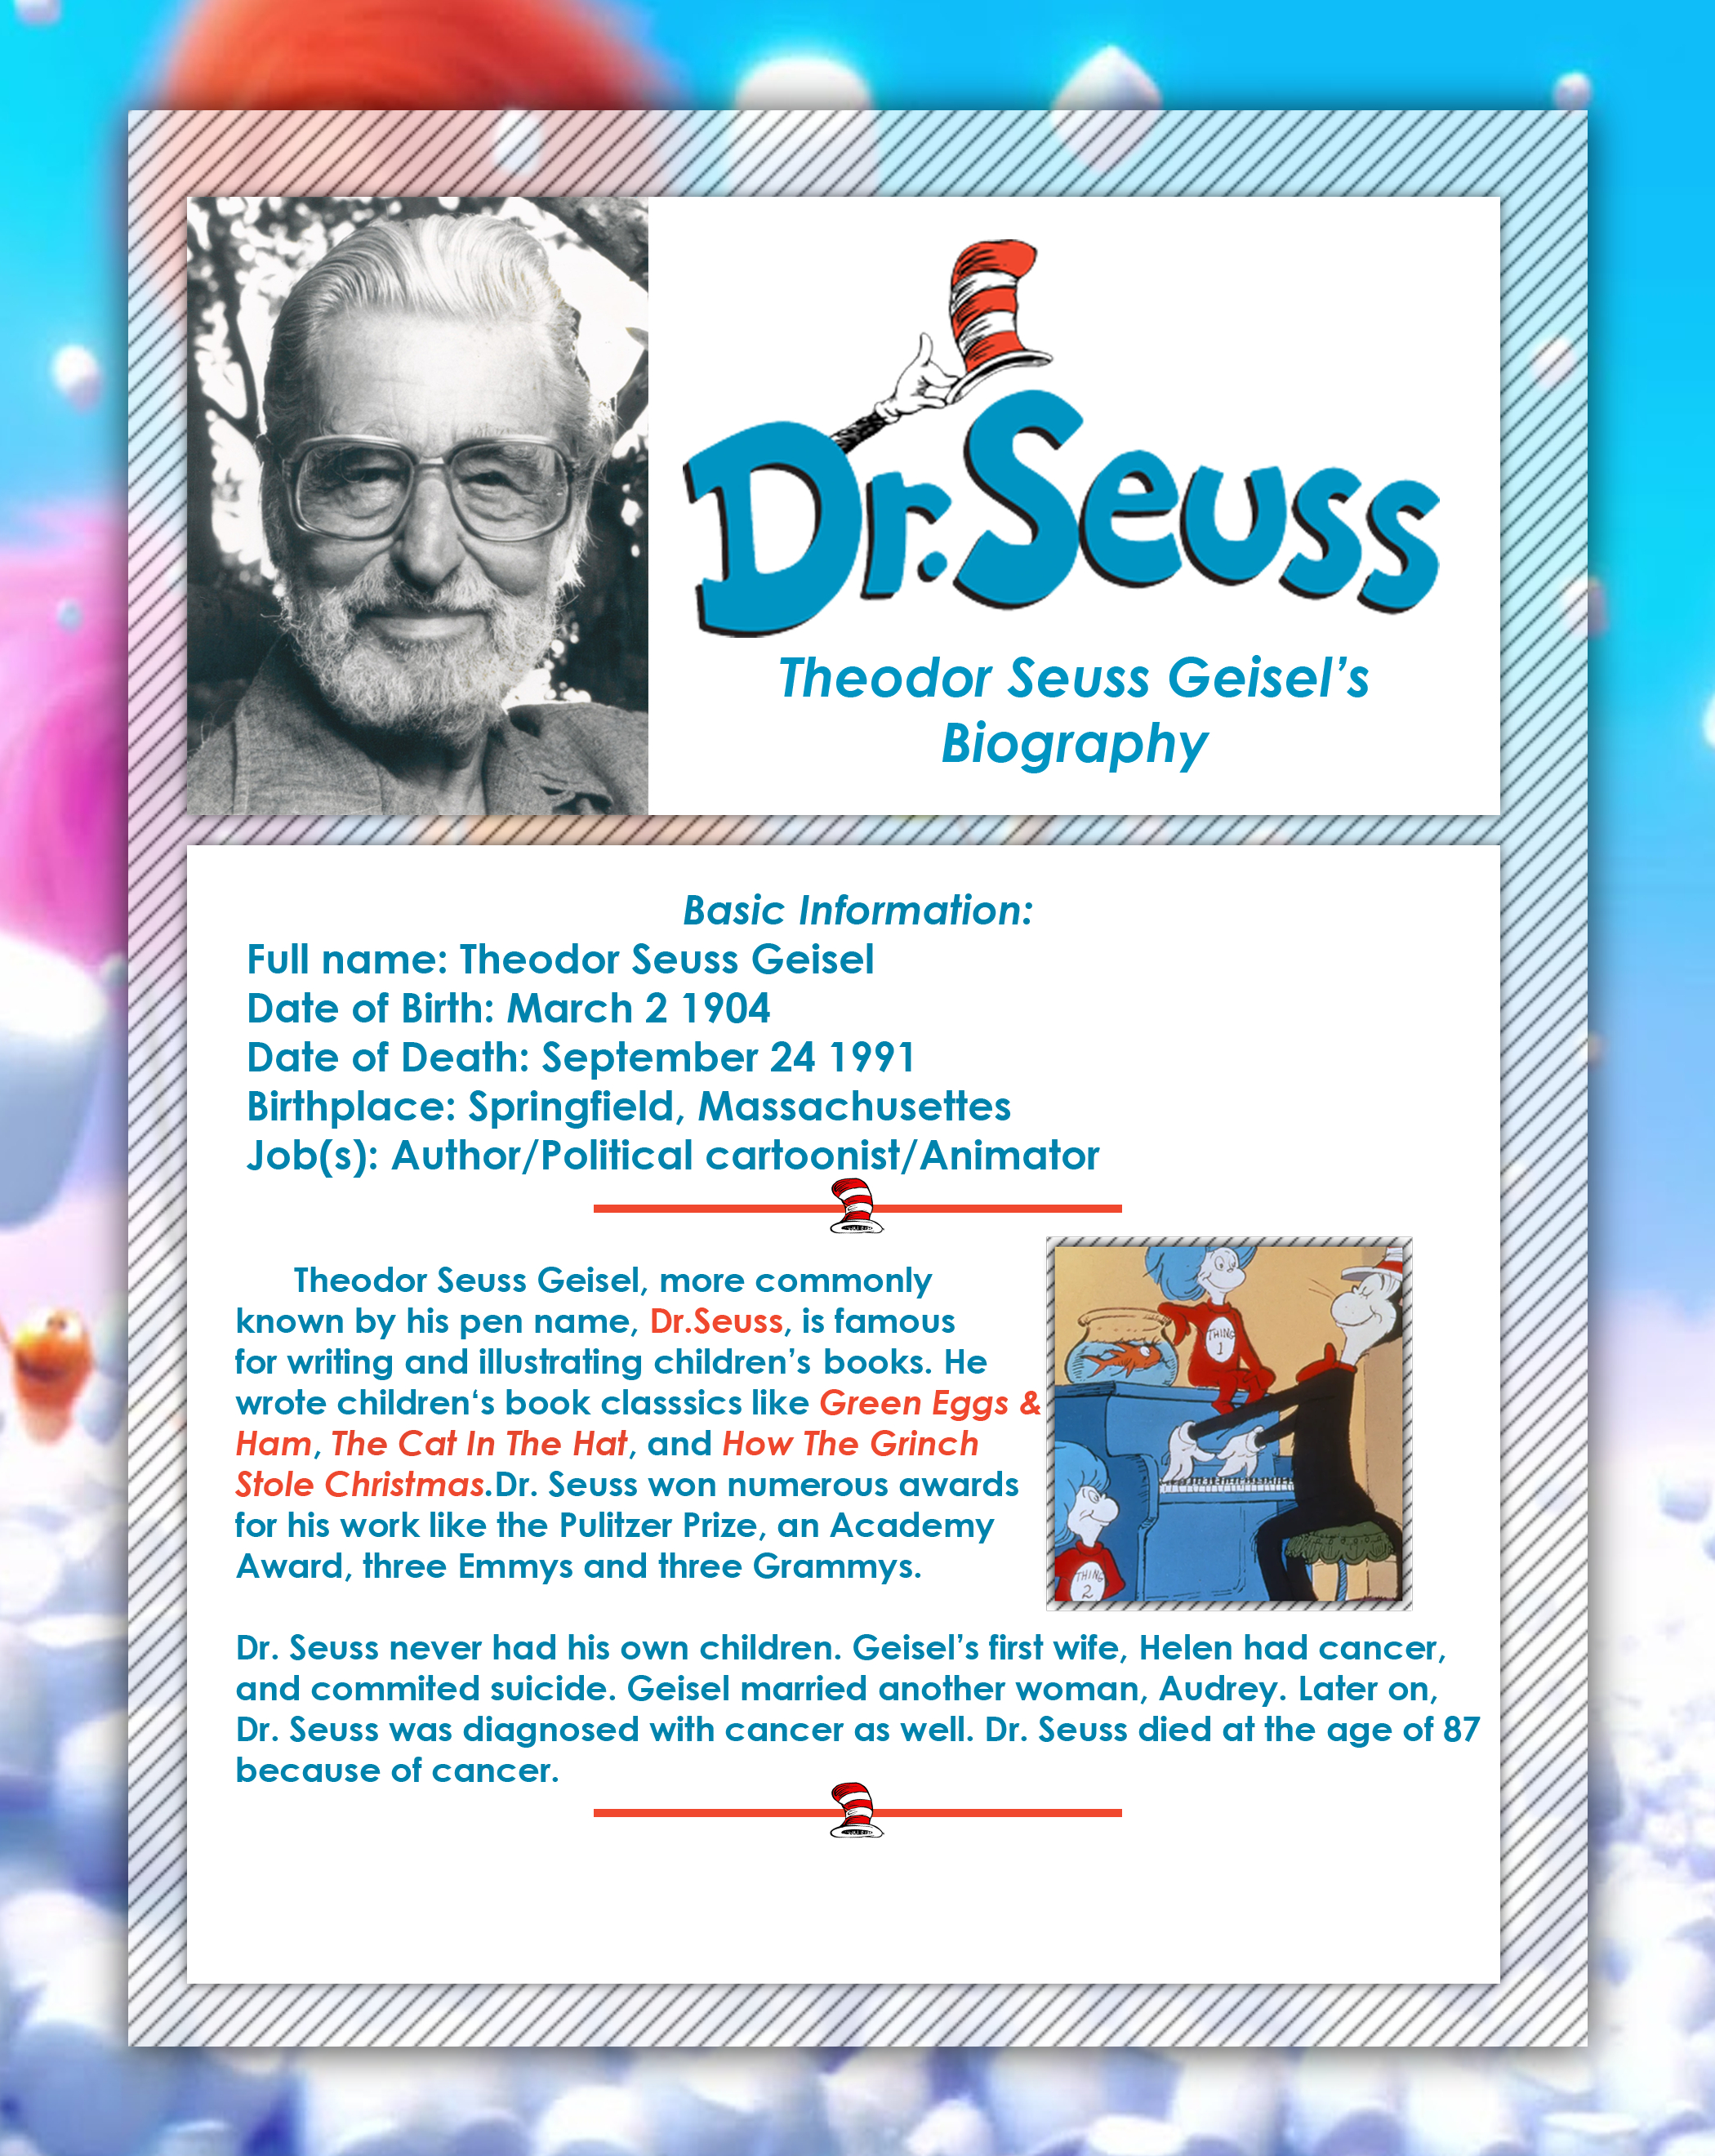 Dr. Seuss
Theodor Seuss Geisel’s
Biography
Basic Information:
Full name: Theodor Seuss Geisel
Date of Birth: March 2 1904
Date of Death: September 24 1991
Birthplace: Springfield, Massachusettes
Job(s): Author/Political cartoonist/Animator
Theodor Seuss Geisel, more commonly
known by his pen name, Dr.Seuss, is famous
for writing and illustrating children’s books. He
wrote children‘s book classsics like Green Eggs &
Ham, The Cat In The Hat, and How The Grinch
Stole Christmas.Dr. Seuss won numerous awards
for his work like the Pulitzer Prize, an Academy
Award, three Emmys and three Grammys.
THING
1
THING
2
Dr. Seuss never had his own children. Geisel’s first wife, Helen had cancer,
and commited suicide. Geisel married another woman, Audrey. Later on,
Dr. Seuss was diagnosed with cancer as well. Dr. Seuss died at the age of 87
because of cancer.